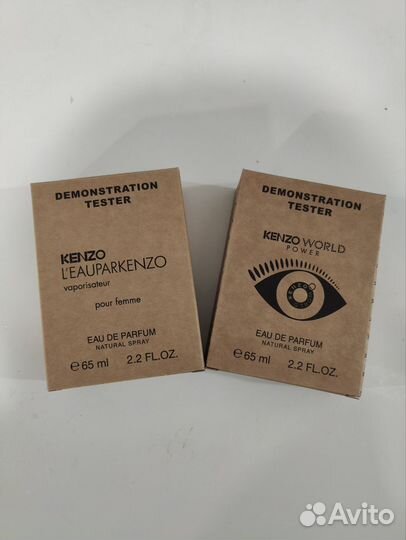 DEMONSTRATION
TESTER
KENZO
L'EAUPARKENZO
vaporisateur
pour femme
EAU DE PARFUM
NATURAL SPRAY
℮ 65 ml 2.2 FL.OZ.
DEMONSTRATION
TESTER
KENZO WORLD
POWER
EAU DE PARFUM
NATURAL SPRAY
℮ 65 ml 2.2 FL.OZ.
Avito